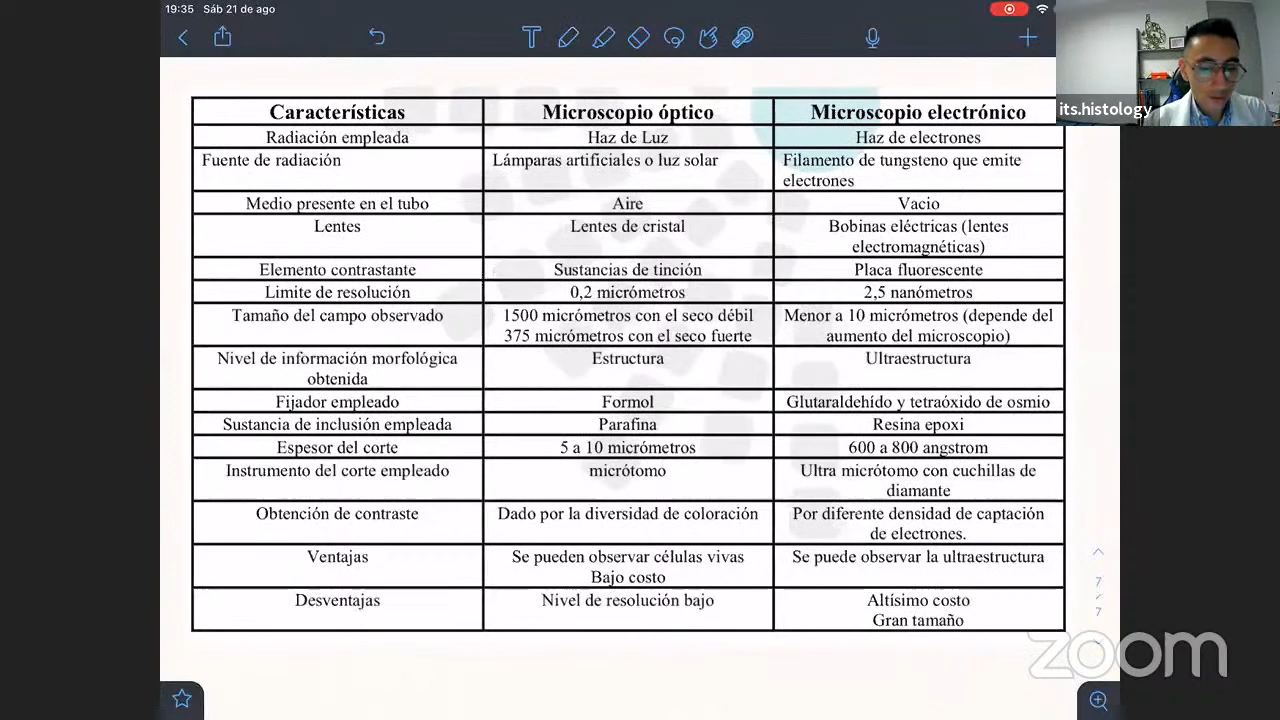 19:35 Sáb 21 de ago
its.histology
Características Microscopio óptico Microscopio electrónico
Radiación empleada Haz de Luz Haz de electrones
Fuente de radiación Lámparas artificiales o luz solar Filamento de tungsteno que emite
electrones
Medio presente en el tubo Aire Vacio
Lentes Lentes de cristal Bobinas eléctricas (lentes
electromagnéticas)
Elemento contrastante Sustancias de tinción Placa fluorescente
Limite de resolución 0,2 micrómetros 2,5 nanómetros
Tamaño del campo observado 1500 micrómetros con el seco débil Menor a 10 micrómetros (depende del
375 micrómetros con el seco fuerte aumento del microscopio)
Nivel de información morfológica Estructura Ultraestructura
obtenida
Fijador empleado Formol Glutaraldehído y tetraóxido de osmio
Sustancia de inclusión empleada Parafina Resina epoxi
Espesor del corte 5 a 10 micrómetros 600 a 800 angstrom
Instrumento del corte empleado micrótomo Ultra micrótomo con cuchillas de
diamante
Obtención de contraste Dado por la diversidad de coloración Por diferente densidad de captación
de electrones.
Ventajas Se pueden observar células vivas Se puede observar la ultraestructura
Bajo costo
Desventajas Nivel de resolución bajo Altísimo costo
Gran tamaño
7
/
7
zoom